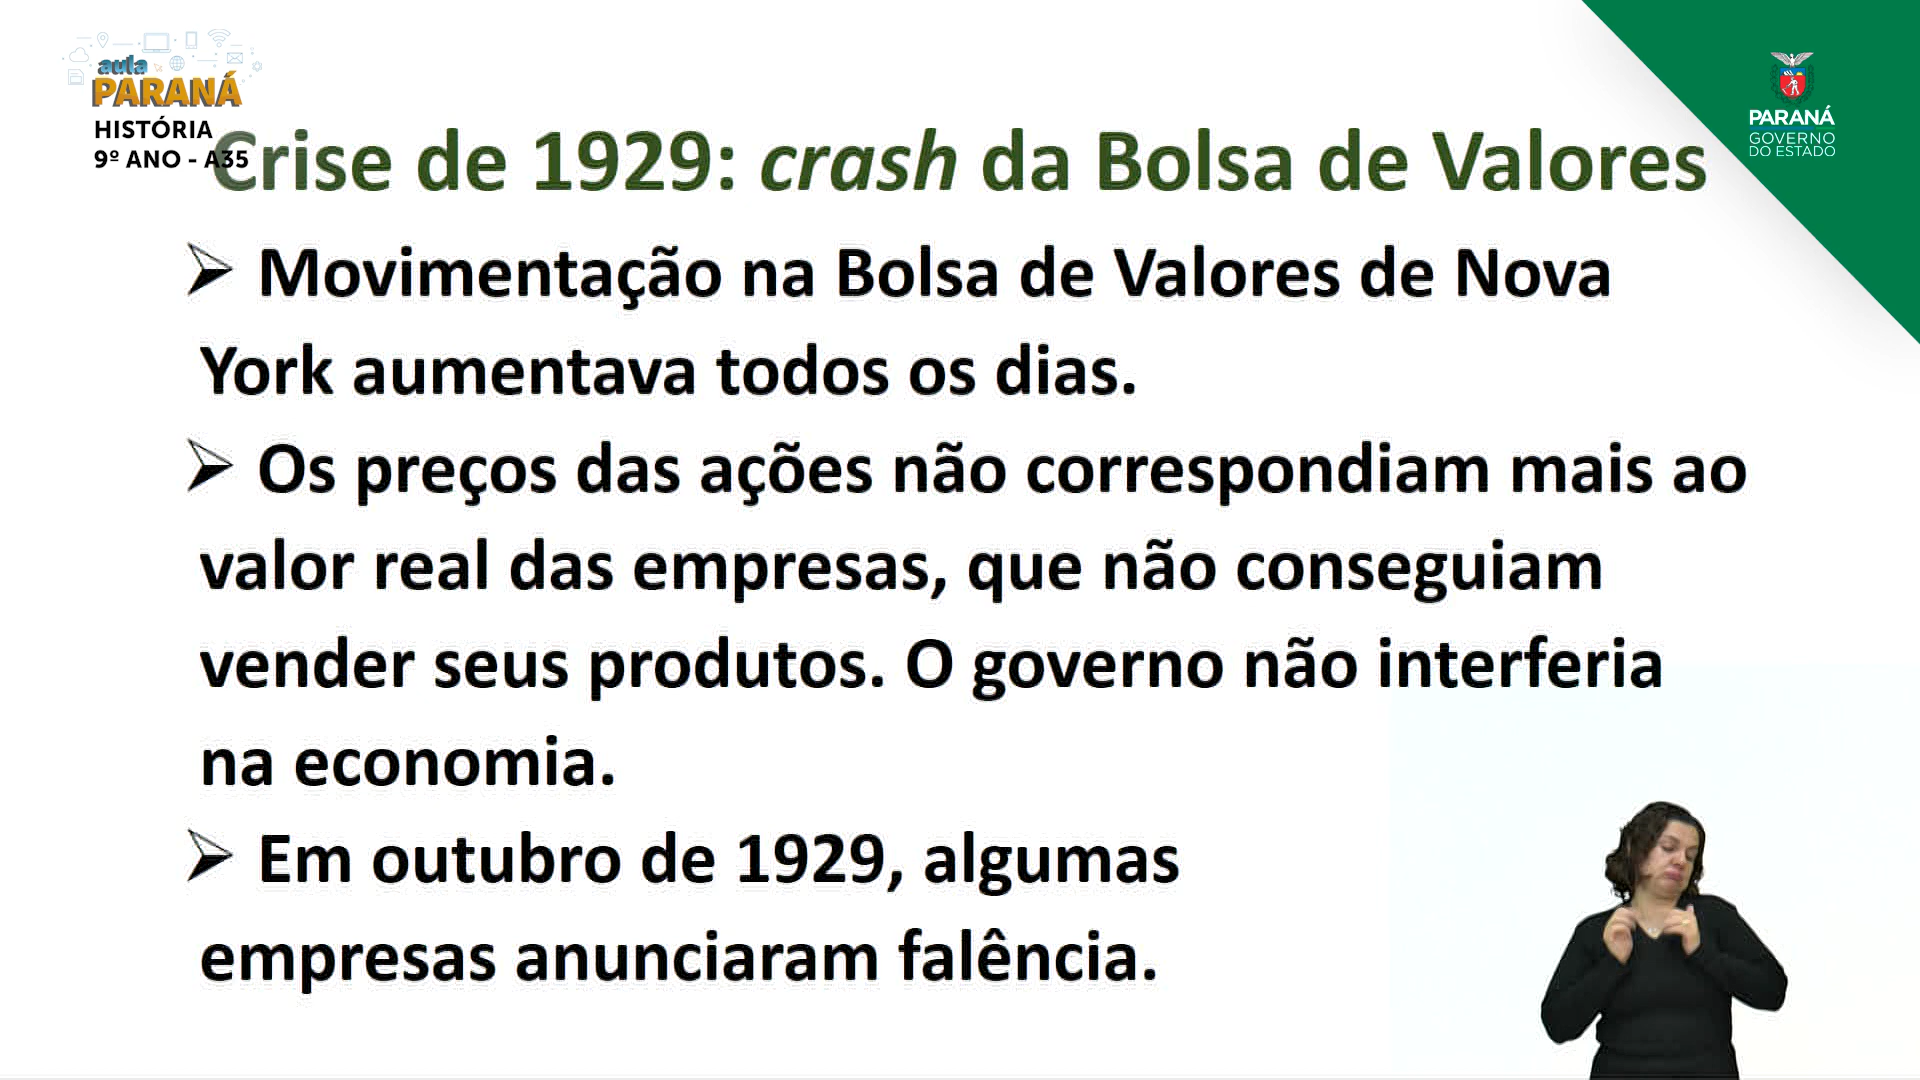 aula
PARANÁ
HISTÓRIA
9º ANO - A35
PARANÁ
GOVERNO
DO ESTADO
Crise de 1929: crash da Bolsa de Valores
➢ Movimentação na Bolsa de Valores de Nova
York aumentava todos os dias.
➢ Os preços das ações não correspondiam mais ao
valor real das empresas, que não conseguiam
vender seus produtos. O governo não interferia
na economia.
➢ Em outubro de 1929, algumas
empresas anunciaram falência.